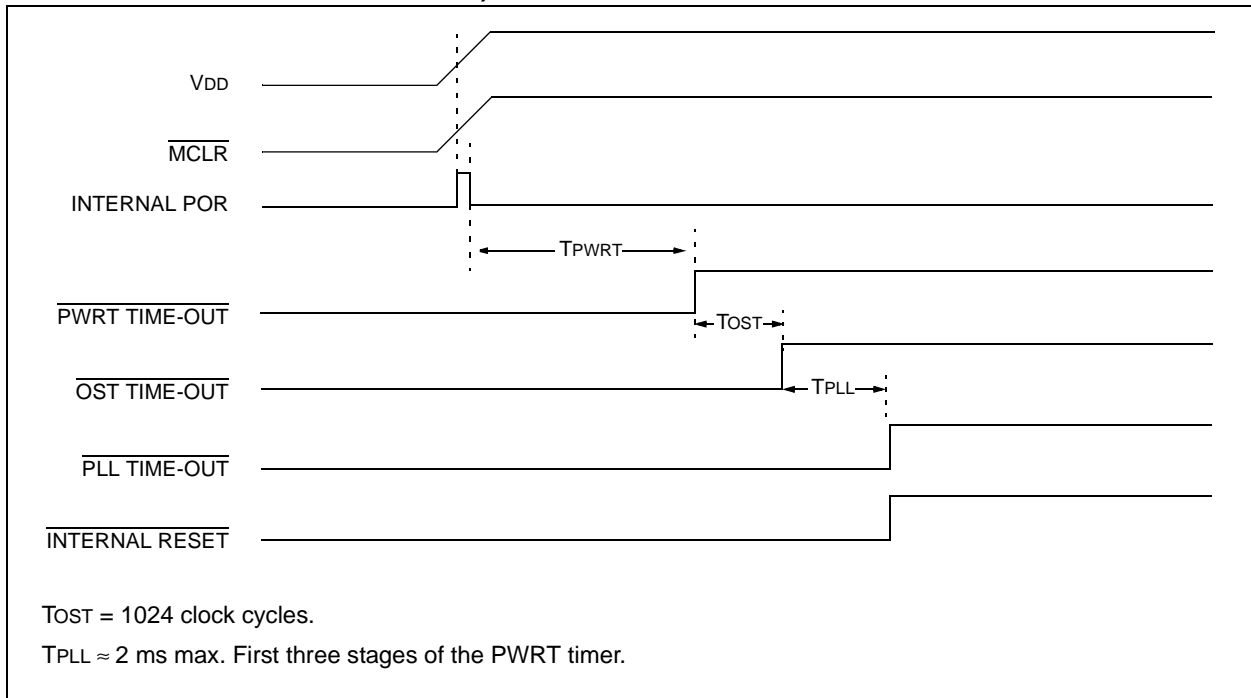 VDD
MCLR
INTERNAL POR
TPWRT
PWRT TIME-OUT
TOST
OST TIME-OUT
TPLL
PLL TIME-OUT
INTERNAL RESET
TOST = 1024 clock cycles.
TPLL ≈ 2 ms max. First three stages of the PWRT timer.